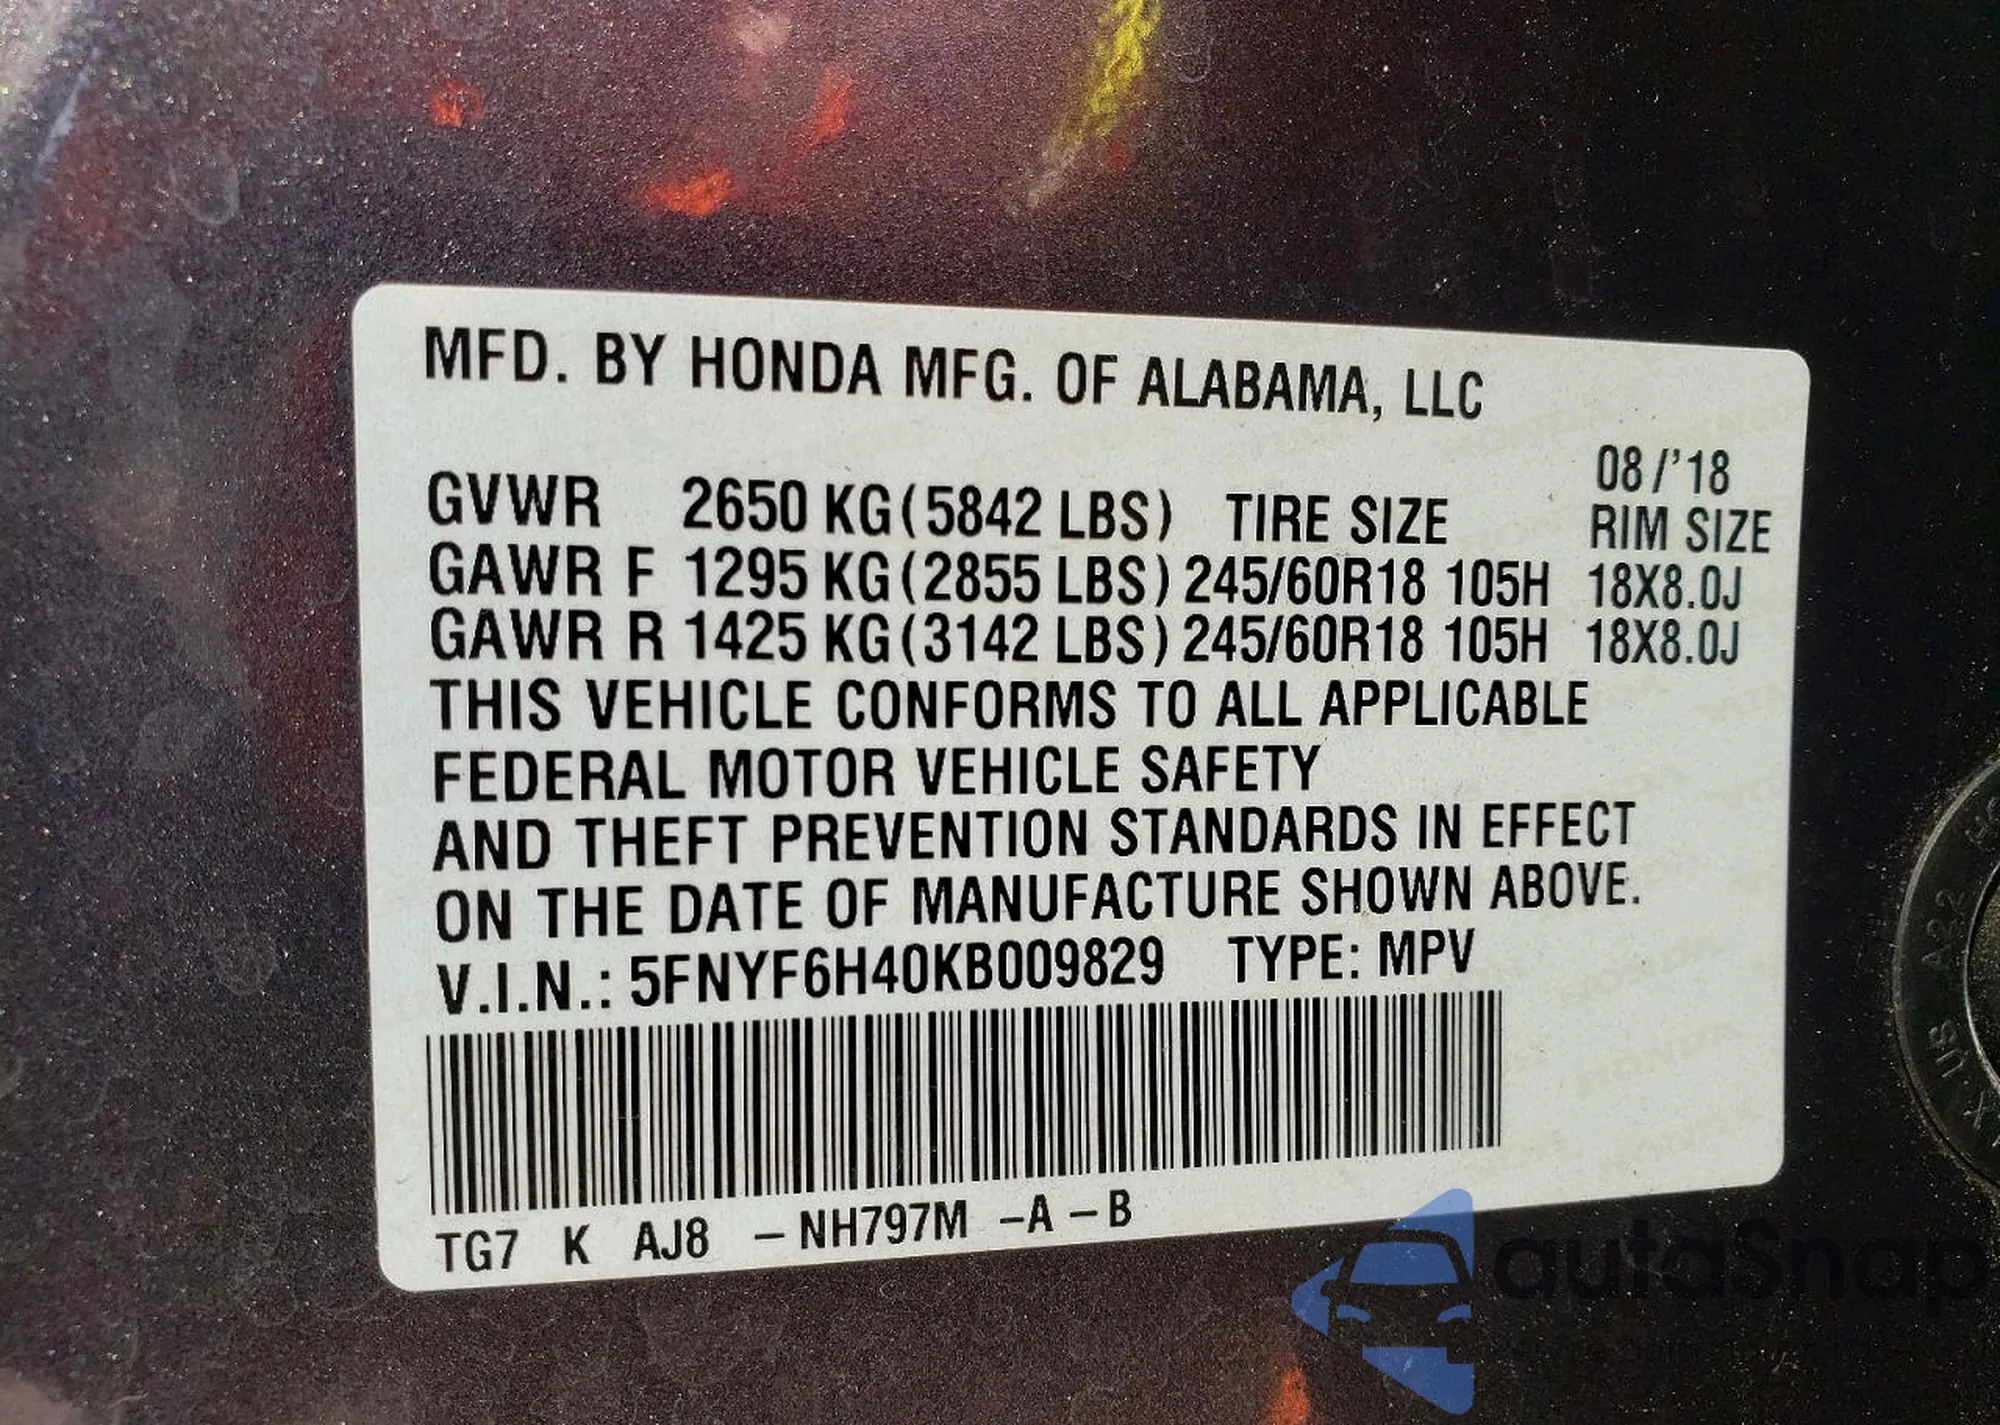 MFD. BY HONDA MFG. OF ALABAMA, LLC
08/'18
GVWR 2650 KG(5842 LBS) TIRE SIZE RIM SIZE
GAWR F 1295 KG(2855 LBS) 245/60R18 105H 18X8.0J
GAWR R 1425 KG(3142 LBS) 245/60R18 105H 18X8.0J
THIS VEHICLE CONFORMS TO ALL APPLICABLE
FEDERAL MOTOR VEHICLE SAFETY
AND THEFT PREVENTION STANDARDS IN EFFECT
ON THE DATE OF MANUFACTURE SHOWN ABOVE.
V.I.N.: 5FNYF6H40KB009829 TYPE: MPV
TG7 K AJ8 -NH797M -A -B
autaSnap